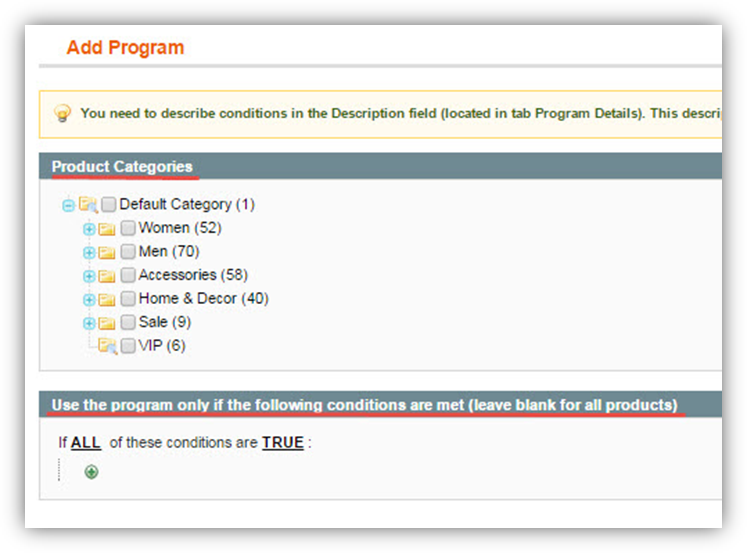 Add Program
You need to describe conditions in the Description field (located in tab Program Details). This descri
Product Categories
Default Category (1)
Women (52)
Men (70)
Accessories (58)
Home & Decor (40)
Sale (9)
VIP (6)
Use the program only if the following conditions are met (leave blank for all products)
If ALL of these conditions are TRUE :